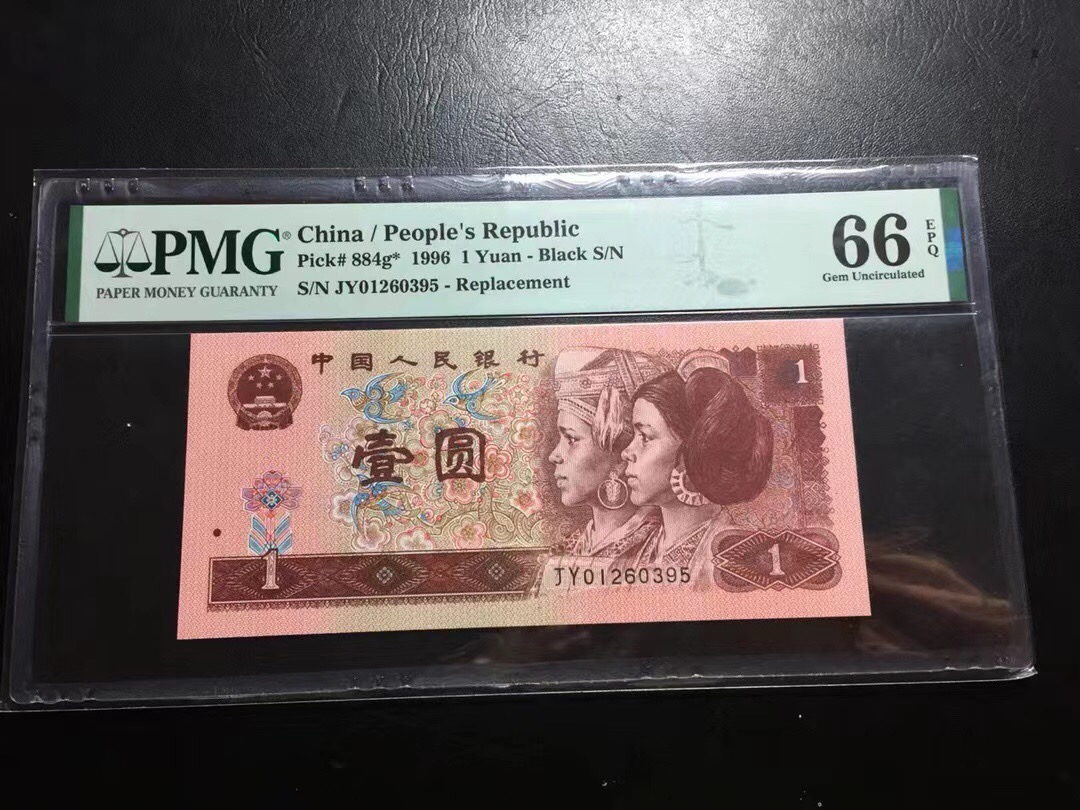 PMG®
PAPER MONEY GUARANTY
China / People's Republic
Pick# 884g* 1996 1 Yuan - Black S/N
S/N JY01260395 - Replacement
66
EPQ
Gem Uncirculated
中国人民银行
1
壹圆
1
JY01260395
1